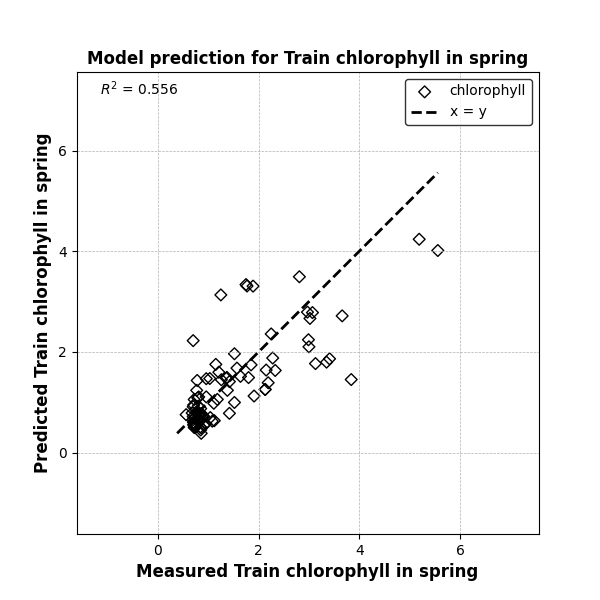 Model prediction for Train chlorophyll in spring
R² = 0.556
chlorophyll
x = y
6
4
2
0
Predicted Train chlorophyll in spring
0 2 4 6
Measured Train chlorophyll in spring